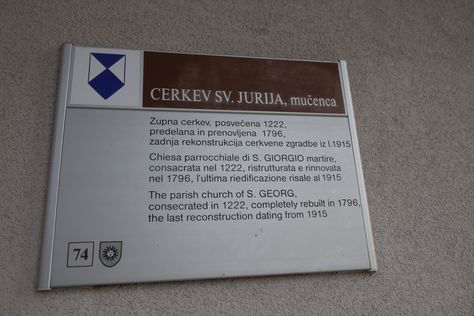 CERKEV SV. JURIJA, mučenca
Zupna cerkev, posvečena 1222,
predelana in prenovljena 1796,
zadnja rekonstrukcija cerkvene zgradbe iz l.1915
Chiesa parrocchiale di S. GIORGIO martire,
consacrata nel 1222, ristrutturata e rinnovata
nel 1796, l'ultima riedificazione risale al 1915
The parish church of S. GEORG,
consecrated in 1222, completely rebuilt in 1796,
the last reconstruction dating from 1915
74